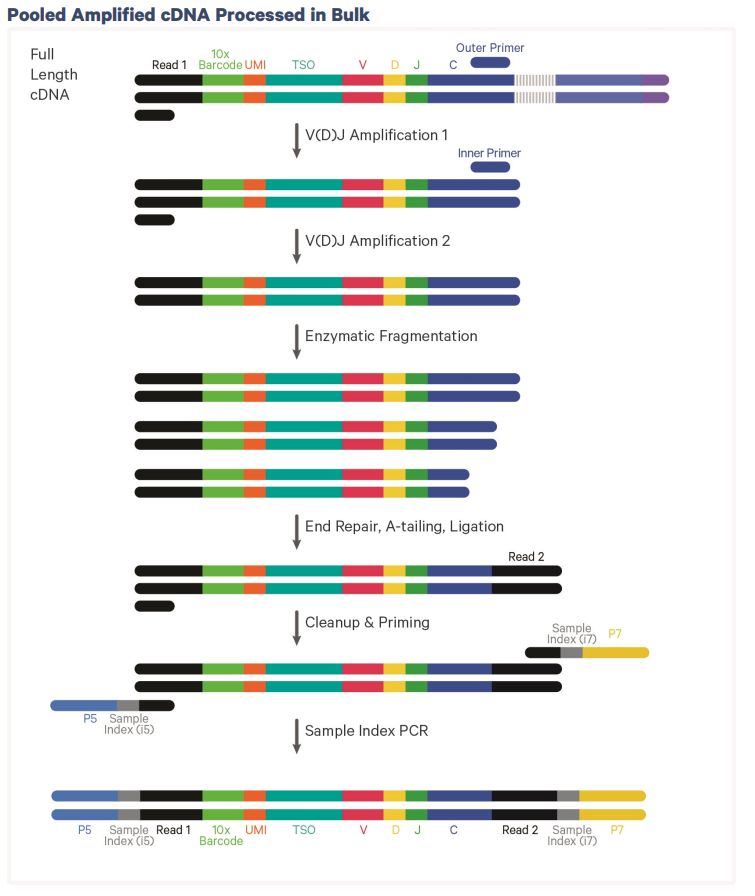 Pooled Amplified cDNA Processed in Bulk
Full
Length
cDNA
Read 1
10x
Barcode
UMI
TSO
V
D
J
C
Outer Primer
V(D)J Amplification 1
Inner Primer
V(D)J Amplification 2
Enzymatic Fragmentation
End Repair, A-tailing, Ligation
Read 2
Cleanup & Priming
Sample
Index (i7)
P7
P5
Sample
Index (i5)
Sample Index PCR
P5
Sample
Index (i5)
Read 1
10x
Barcode
UMI
TSO
V
D
J
C
Read 2
Sample
Index (i7)
P7